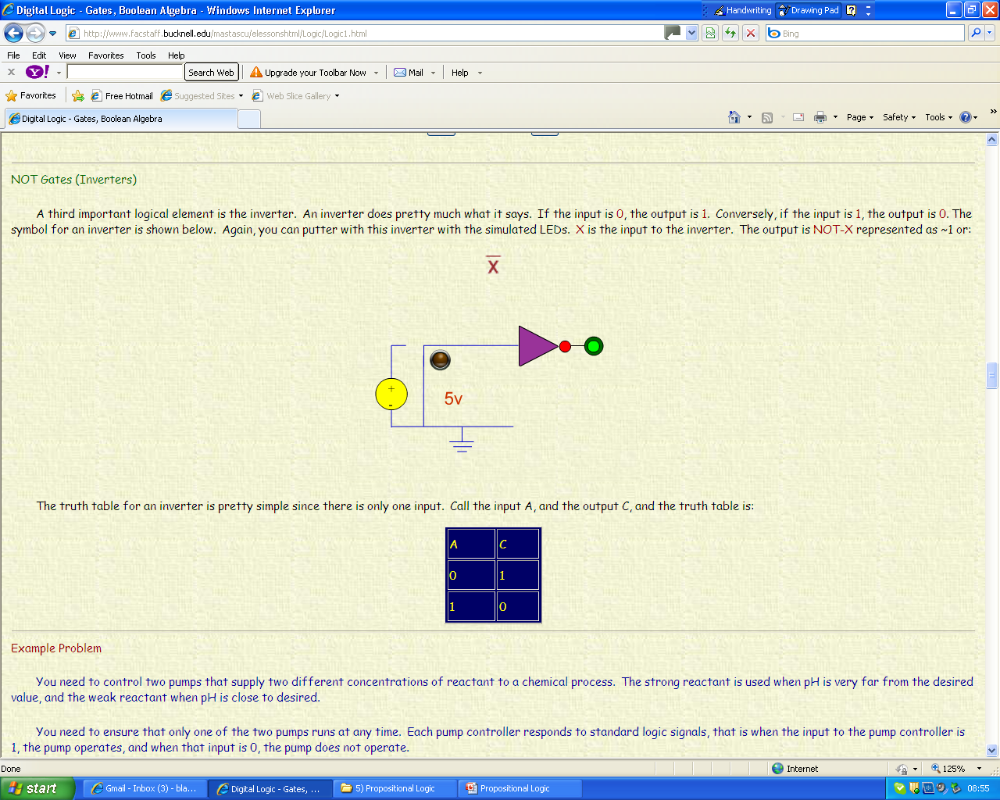 Digital Logic - Gates, Boolean Algebra - Windows Internet Explorer
Handwriting Drawing Pad
http://www.facstaff.bucknell.edu/mastascu/elessonshtml/Logic/Logic1.html
Bing
File Edit View Favorites Tools Help
X Y! Search Web Upgrade your Toolbar Now Mail Help
Favorites Free Hotmail Suggested Sites Web Slice Gallery
Digital Logic - Gates, Boolean Algebra
Page Safety Tools
NOT Gates (Inverters)
A third important logical element is the inverter. An inverter does pretty much what it says. If the input is 0, the output is 1. Conversely, if the input is 1, the output is 0. The
symbol for an inverter is shown below. Again, you can putter with this inverter with the simulated LEDs. X is the input to the inverter. The output is NOT-X represented as ~1 or:
X̅
+
-
5v
The truth table for an inverter is pretty simple since there is only one input. Call the input A, and the output C, and the truth table is:
A C
0 1
1 0
Example Problem
You need to control two pumps that supply two different concentrations of reactant to a chemical process. The strong reactant is used when pH is very far from the desired
value, and the weak reactant when pH is close to desired.
You need to ensure that only one of the two pumps runs at any time. Each pump controller responds to standard logic signals, that is when the input to the pump controller is
1, the pump operates, and when that input is 0, the pump does not operate.
Done Internet 125%
start Gmail - Inbox (3) - bla... Digital Logic - Gates, ... 5) Propositional Logic Propositional Logic 08:55